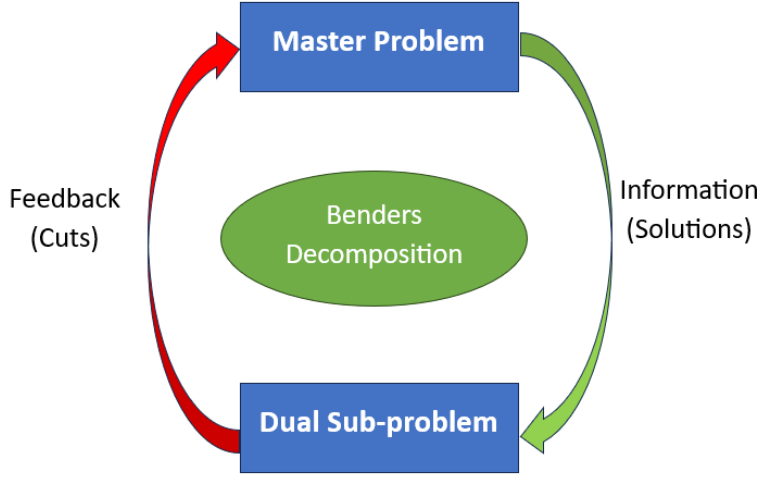 Master Problem
Feedback
(Cuts)
Benders
Decomposition
Information
(Solutions)
Dual Sub-problem